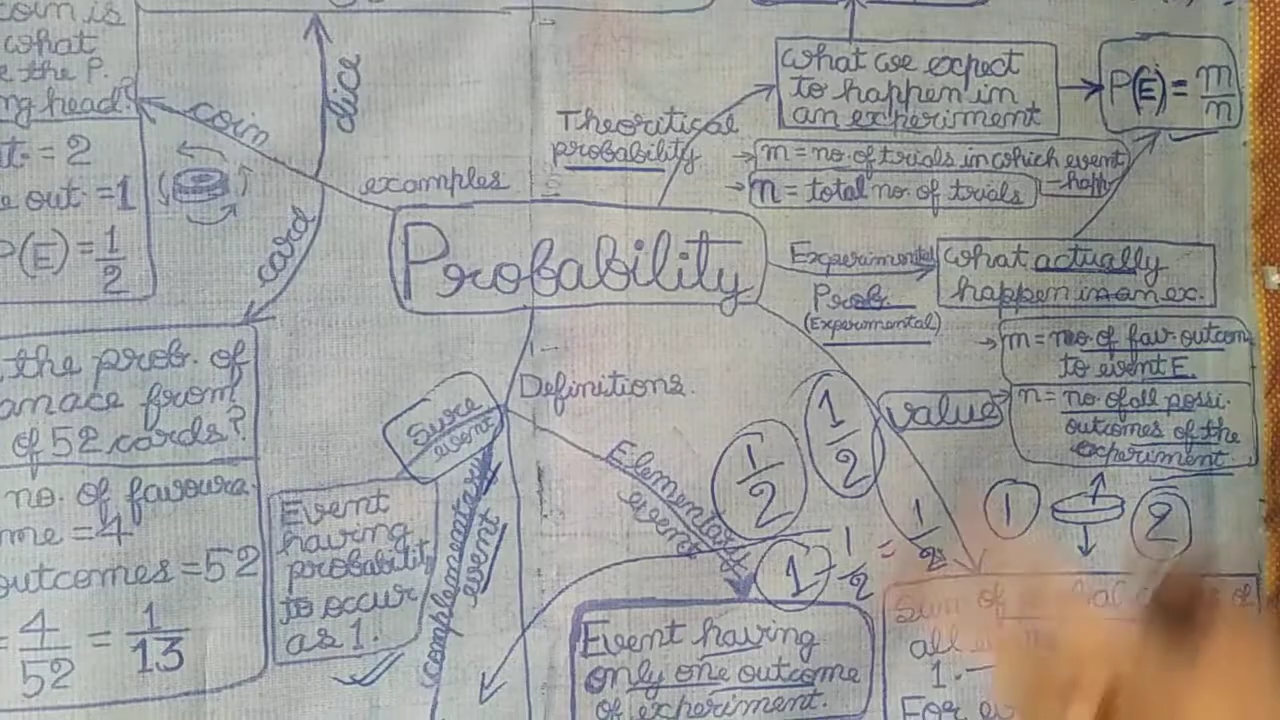 coin is
what
the P.
head?
= 2
out = 1
P(E) = 1/2
coin
dice
card
examples
Probability
the prob. of
an ace from
of 52 cards?
no. of favoura.
me = 4
outcomes = 52
= 4/52 = 1/13
Theoritical
probability
what we expect
to happen in
an experiment
P(E) = m/n
m = no. of trials in which event
happ
n = total no. of trials
Experimental
Prob.
(Experimental)
what actually
happen in an ex.
m = no. of fav. outcom
to event E.
n = no. of all possi.
outcomes of the
experiment.
value
Definitions.
Sure
event
Event
having
probability
to occur
as 1.
complementary
event
Elementary
event
1/2
1/2
1 - 1/2 = 1/2
1
2
Event having
only one outcome
of experiment.
Sum of
all
1.
For